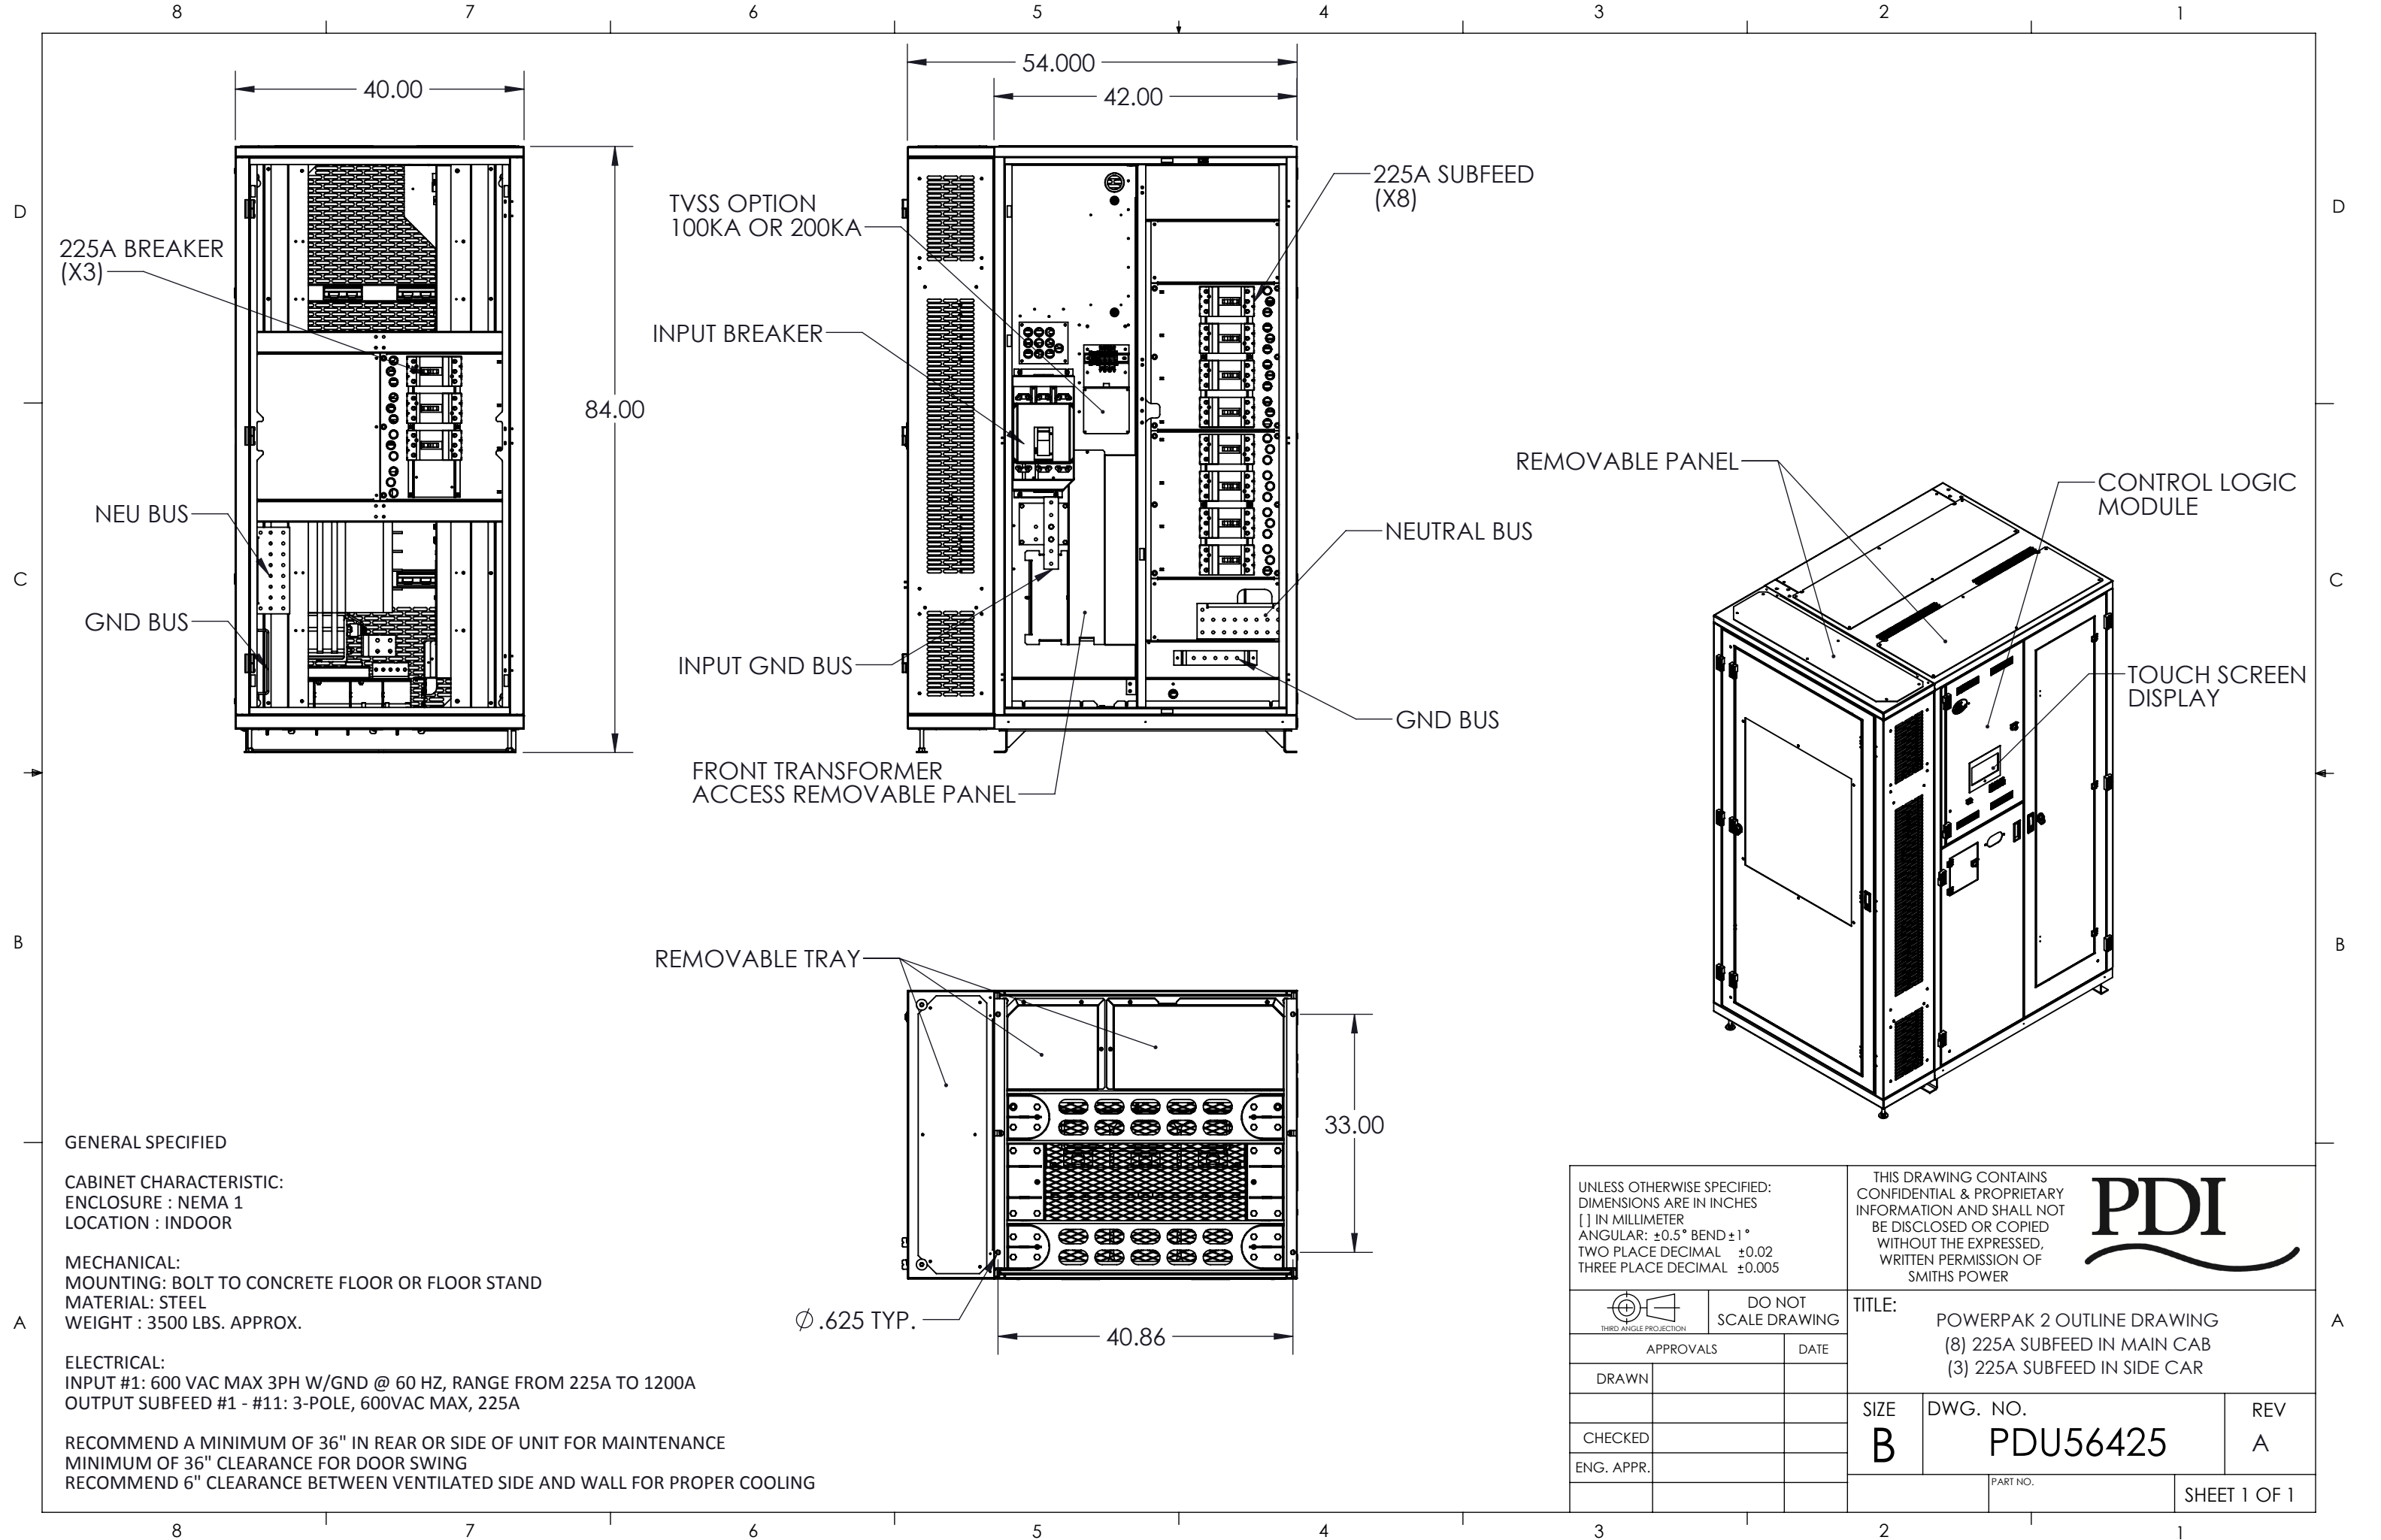 8 7 6 5 4 3 2 1
D
C
B
A
D
C
B
A
40.00
84.00
225A BREAKER
(X3)
NEU BUS
GND BUS
54.000
42.00
TVSS OPTION
100KA OR 200KA
INPUT BREAKER
INPUT GND BUS
FRONT TRANSFORMER
ACCESS REMOVABLE PANEL
225A SUBFEED
(X8)
NEUTRAL BUS
GND BUS
REMOVABLE PANEL
CONTROL LOGIC
MODULE
TOUCH SCREEN
DISPLAY
REMOVABLE TRAY
33.00
Ø .625 TYP.
40.86
GENERAL SPECIFIED
CABINET CHARACTERISTIC:
ENCLOSURE : NEMA 1
LOCATION : INDOOR
MECHANICAL:
MOUNTING: BOLT TO CONCRETE FLOOR OR FLOOR STAND
MATERIAL: STEEL
WEIGHT : 3500 LBS. APPROX.
ELECTRICAL:
INPUT #1: 600 VAC MAX 3PH W/GND @ 60 HZ, RANGE FROM 225A TO 1200A
OUTPUT SUBFEED #1 - #11: 3-POLE, 600VAC MAX, 225A
RECOMMEND A MINIMUM OF 36" IN REAR OR SIDE OF UNIT FOR MAINTENANCE
MINIMUM OF 36" CLEARANCE FOR DOOR SWING
RECOMMEND 6" CLEARANCE BETWEEN VENTILATED SIDE AND WALL FOR PROPER COOLING
UNLESS OTHERWISE SPECIFIED:
DIMENSIONS ARE IN INCHES
[ ] IN MILLIMETER
ANGULAR: ±0.5° BEND ±1°
TWO PLACE DECIMAL ±0.02
THREE PLACE DECIMAL ±0.005
THIS DRAWING CONTAINS
CONFIDENTIAL & PROPRIETARY
INFORMATION AND SHALL NOT
BE DISCLOSED OR COPIED
WITHOUT THE EXPRESSED,
WRITTEN PERMISSION OF
SMITHS POWER
PDI
THIRD ANGLE PROJECTION
DO NOT
SCALE DRAWING
APPROVALS DATE
DRAWN
CHECKED
ENG. APPR.
TITLE:
POWERPAK 2 OUTLINE DRAWING
(8) 225A SUBFEED IN MAIN CAB
(3) 225A SUBFEED IN SIDE CAR
SIZE
B
DWG. NO.
PDU56425
REV
A
PART NO.
SHEET 1 OF 1
8 7 6 5 4 3 2 1